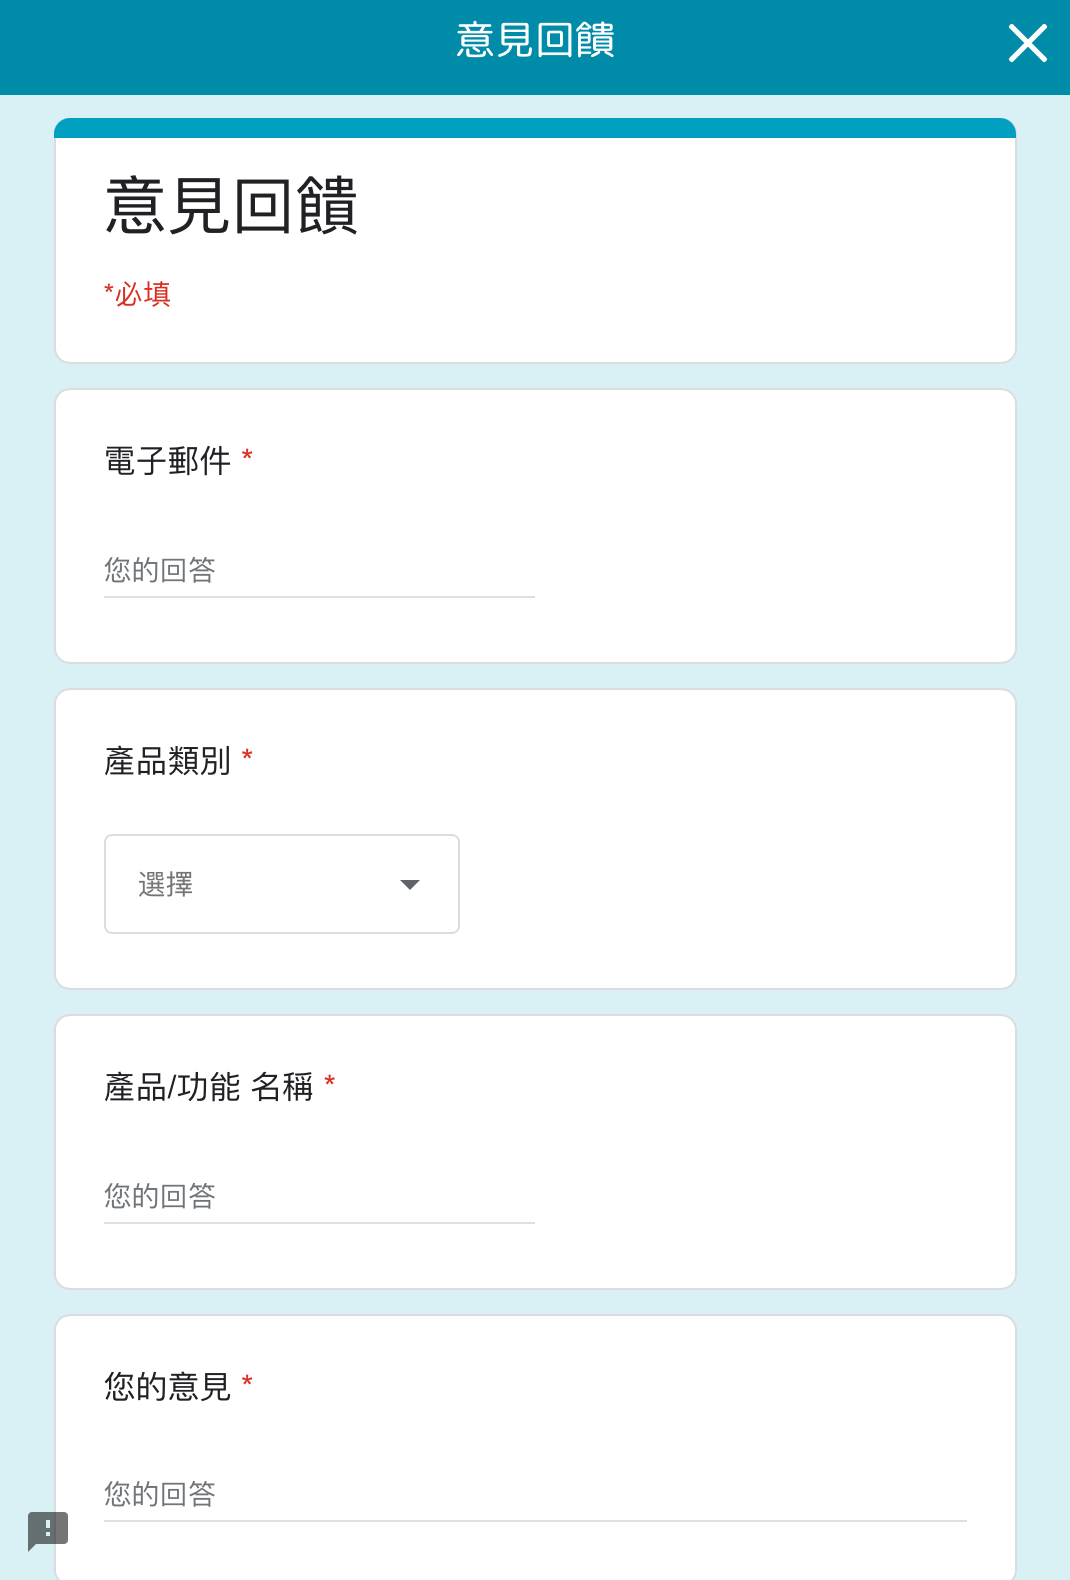 意見回饋
意見回饋
*必填
電子郵件 *
您的回答
產品類別 *
選擇
產品/功能 名稱 *
您的回答
您的意見 *
您的回答